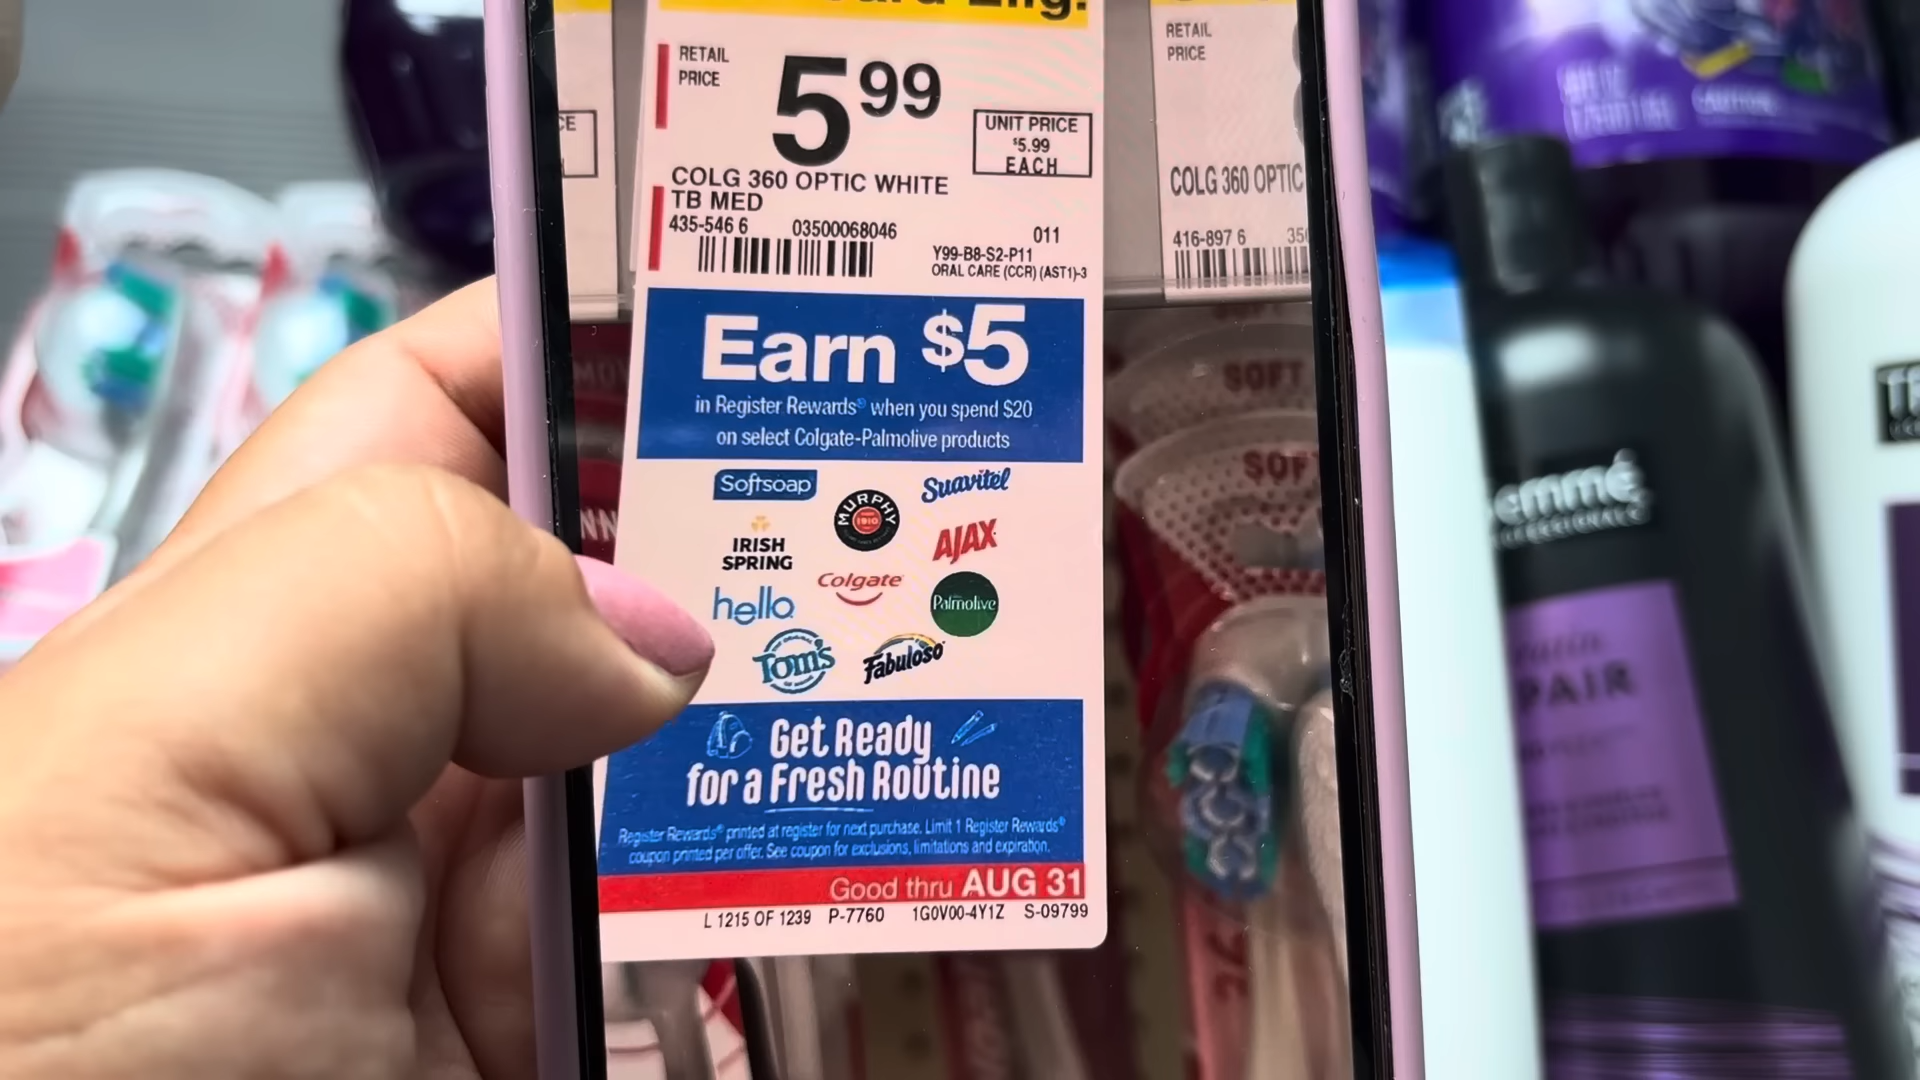 RETAIL
PRICE
5 99
UNIT PRICE
$5.99
EACH
COLG 360 OPTIC WHITE
TB MED
435-546 6 03500068046
011
Y99-B8-S2-P11
ORAL CARE (CCR) (AST1)-3
Earn $5
in Register Rewards® when you spend $20
on select Colgate-Palmolive products
Softsoap
MURPHY
1910
Suavitel
IRISH
SPRING
AJAX
hello
Colgate
Palmolive
TOM'S
Fabuloso
Get Ready
for a Fresh Routine
Register Rewards® printed at register for next purchase. Limit 1 Register Rewards®
coupon printed per offer. See coupon for exclusions, limitations and expiration.
Good thru AUG 31
L 1215 OF 1239 P-7760 1G0V00-4Y1Z S-09799
RETAIL
PRICE
COLG 360 OPTIC
416-897 6 350
SOFT
SOFT
emmé
PAIR